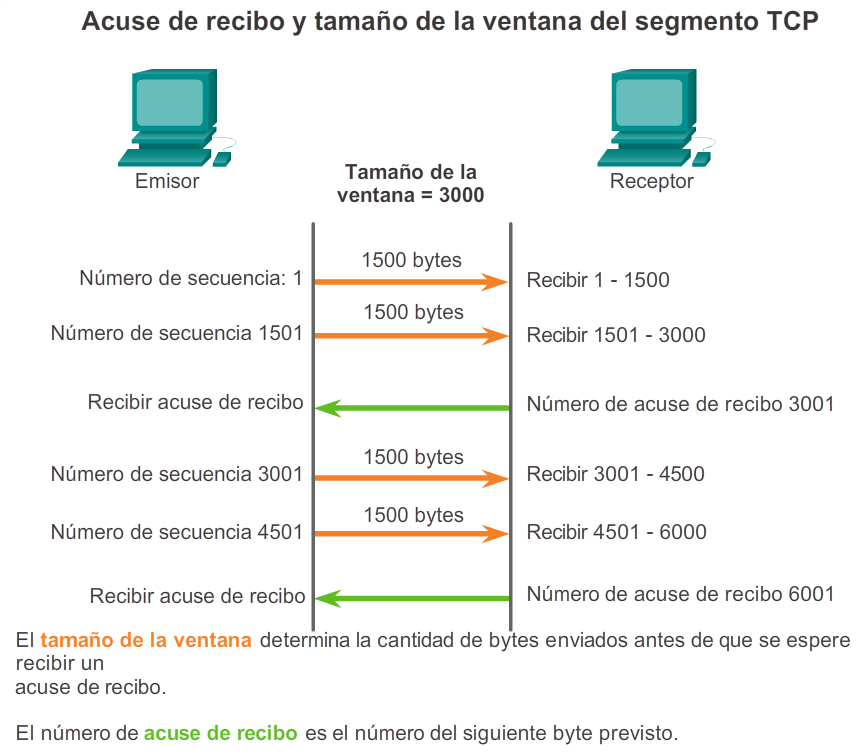 Acuse de recibo y tamaño de la ventana del segmento TCP
Emisor
Receptor
Tamaño de la
ventana = 3000
1500 bytes
Número de secuencia: 1
Recibir 1 - 1500
1500 bytes
Número de secuencia 1501
Recibir 1501 - 3000
Recibir acuse de recibo
Número de acuse de recibo 3001
1500 bytes
Número de secuencia 3001
Recibir 3001 - 4500
1500 bytes
Número de secuencia 4501
Recibir 4501 - 6000
Recibir acuse de recibo
Número de acuse de recibo 6001
El tamaño de la ventana determina la cantidad de bytes enviados antes de que se espere
recibir un
acuse de recibo.
El número de acuse de recibo es el número del siguiente byte previsto.